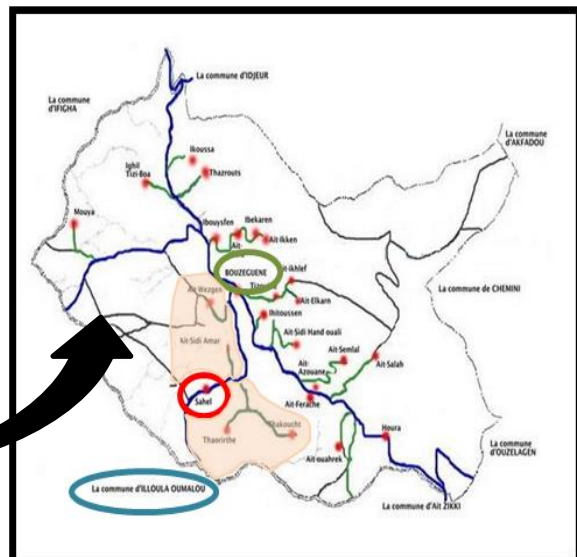 La commune d'IDJEUR
La commune
d'IFIGHA
La commune
d'AKFADOU
Ikoussa
Ighil
Tizi-Boa
Thazrouts
Mouya
Ibouysfen
Ibekaren
Ait-Ikken
Ait-
BOUZEGUENE
it-ikhlef
La commune de CHEMINI
Ait Wezgen
Ait-Elkarn
Ihitoussen
Ait-Sidi Hand ouali
Ait-Sidi Amar
Ait-Semlal
Ait-
Azouane
Ait-Salah
Sahel
Ait-Ferache
Thakoucht
Thaorirthe
Houra
Ait-ouahrek
La commune
D'OUZELAGEN
La commune d'ILLOULA OUMALOU
La commune d'Ait ZIKKI